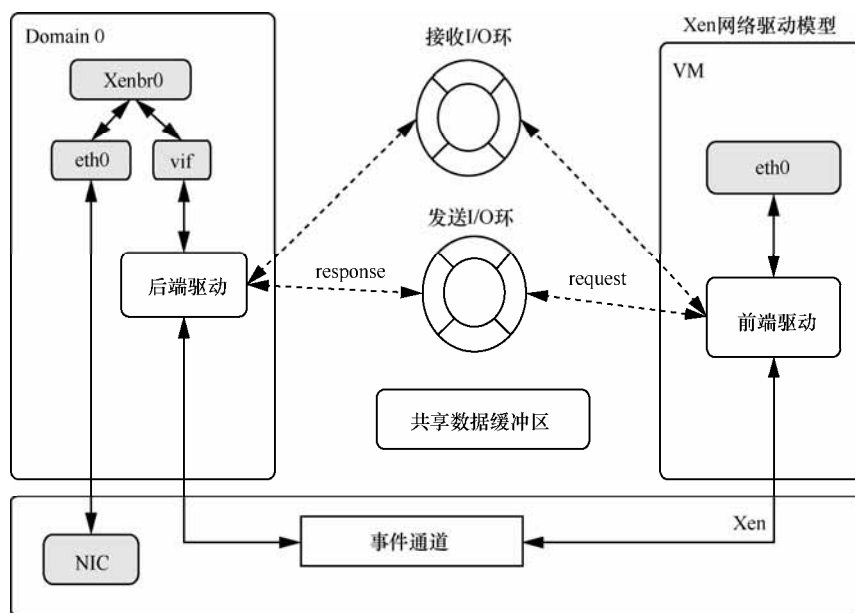 Xen网络驱动模型
Domain 0
接收I/O环
VM
Xenbr0
eth0
vif
eth0
发送I/O环
response
request
后端驱动
前端驱动
共享数据缓冲区
Xen
事件通道
NIC